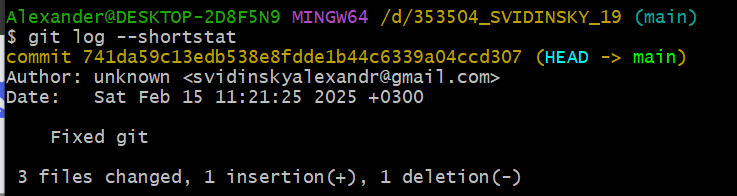 Alexander@DESKTOP-2D8F5N9 MINGW64 /d/353504_SVIDINSKY_19 (main)
$ git log --shortstat
commit 741da59c13edb538e8fdde1b44c6339a04ccd307 (HEAD -> main)
Author: unknown <svidinskyalexandr@gmail.com>
Date:   Sat Feb 15 11:21:25 2025 +0300
    Fixed git
 3 files changed, 1 insertion(+), 1 deletion(-)